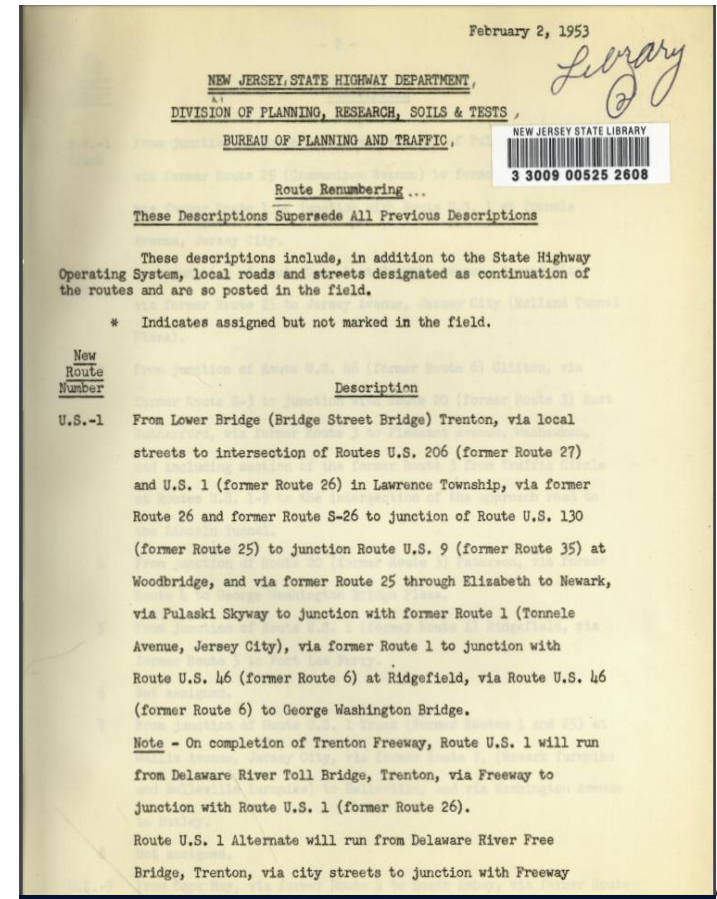 February 2, 1953
Library
2
NEW JERSEY STATE HIGHWAY DEPARTMENT,
DIVISION OF PLANNING, RESEARCH, SOILS & TESTS,
BUREAU OF PLANNING AND TRAFFIC,
NEW JERSEY STATE LIBRARY
3 3009 00525 2608
Route Renumbering ...
These Descriptions Supersede All Previous Descriptions
These descriptions include, in addition to the State Highway
Operating System, local roads and streets designated as continuation of
the routes and are so posted in the field.
* Indicates assigned but not marked in the field.
New
Route
Number
Description
U.S.-1 From Lower Bridge (Bridge Street Bridge) Trenton, via local
streets to intersection of Routes U.S. 206 (former Route 27)
and U.S. 1 (former Route 26) in Lawrence Township, via former
Route 26 and former Route S-26 to junction of Route U.S. 130
(former Route 25) to junction Route U.S. 9 (former Route 35) at
Woodbridge, and via former Route 25 through Elizabeth to Newark,
via Pulaski Skyway to junction with former Route 1 (Tonnele
Avenue, Jersey City), via former Route 1 to junction with
Route U.S. 46 (former Route 6) at Ridgefield, via Route U.S. 46
(former Route 6) to George Washington Bridge.
Note - On completion of Trenton Freeway, Route U.S. 1 will run
from Delaware River Toll Bridge, Trenton, via Freeway to
junction with Route U.S. 1 (former Route 26).
Route U.S. 1 Alternate will run from Delaware River Free
Bridge, Trenton, via city streets to junction with Freeway